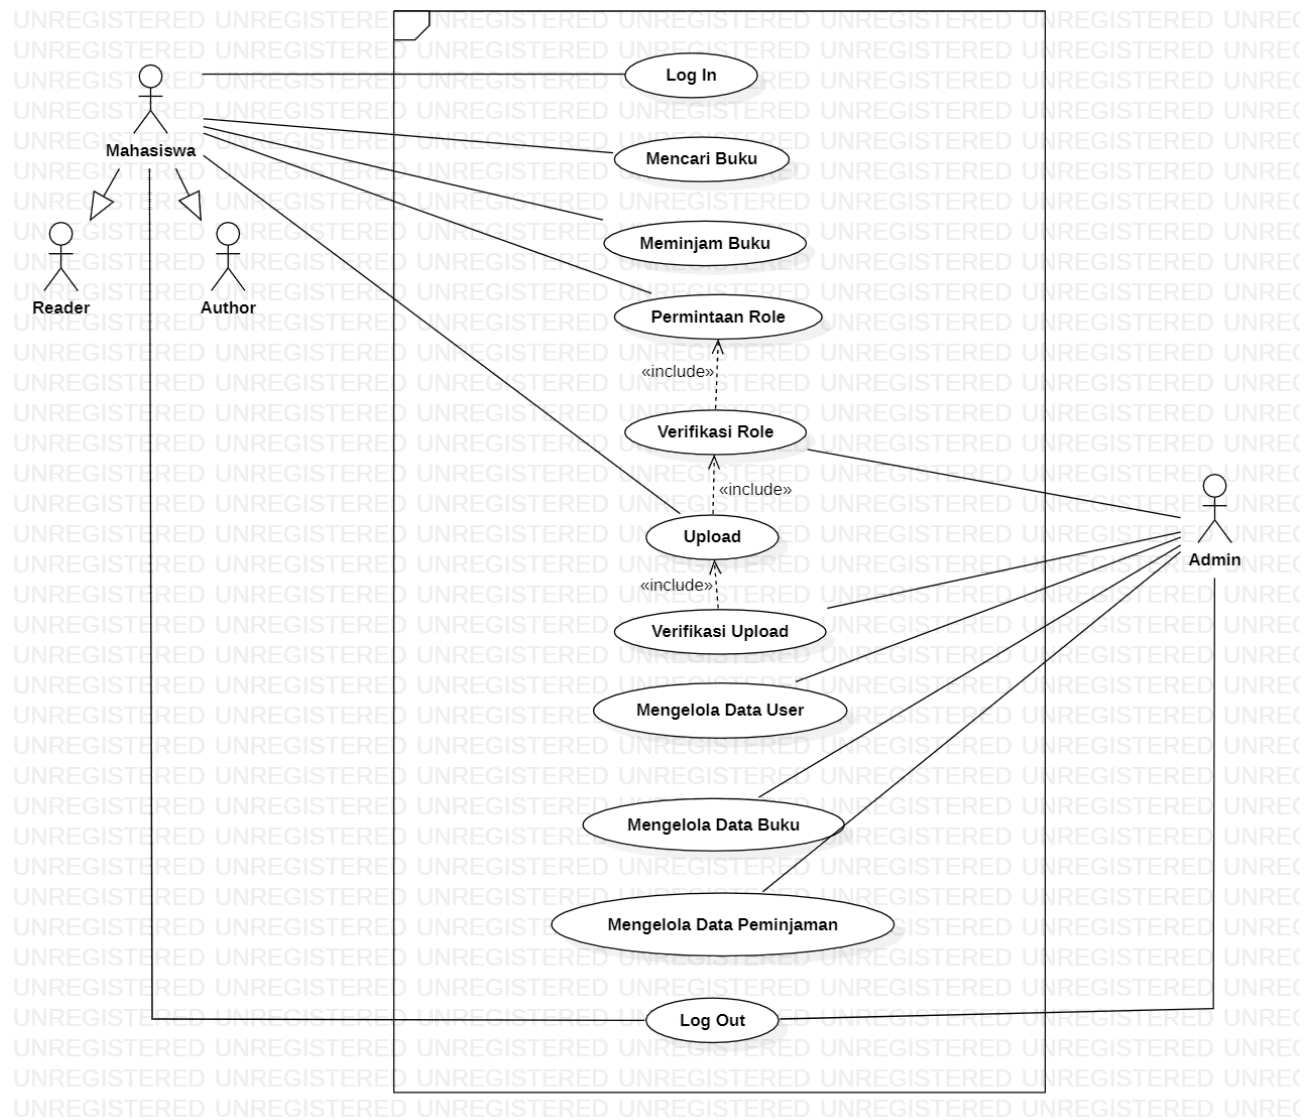 Log In
Mahasiswa
Mencari Buku
Meminjam Buku
Reader
Author
Permintaan Role
«include»
Verifikasi Role
«include»
Upload
Admin
«include»
Verifikasi Upload
Mengelola Data User
Mengelola Data Buku
Mengelola Data Peminjaman
Log Out
UNREGISTERED